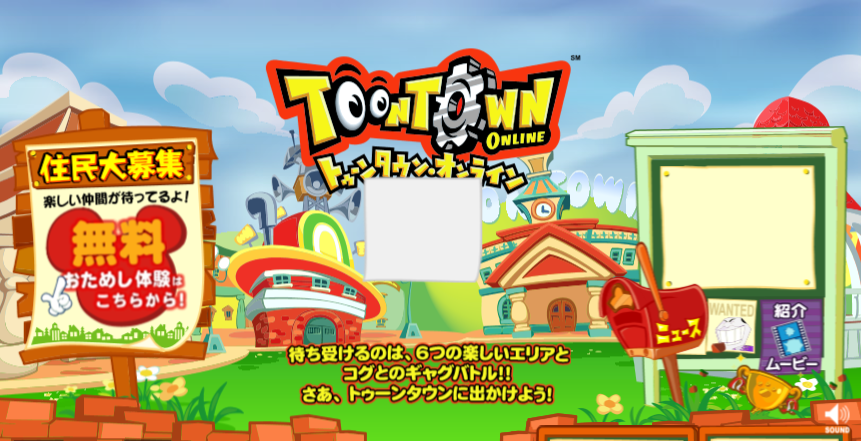 TOONTOWN
ONLINE
SM
トゥーンタウン・オンライン
住民大募集
楽しい仲間が待ってるよ!
無料
おためし体験は
こちらから!
待ち受けるのは、6つの楽しいエリアと
コグとのギャグバトル!!
さあ、トゥーンタウンに出かけよう!
ニュース
WANTED
紹介
ムービー
SOUND